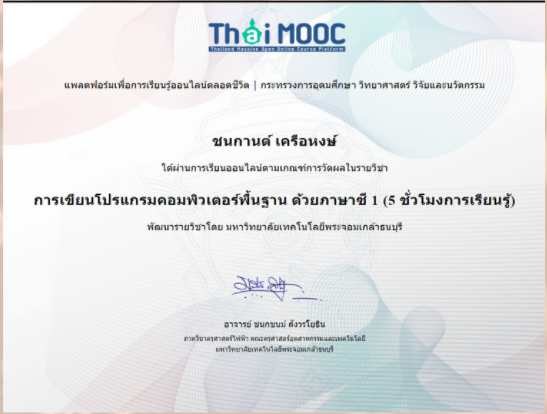 Thai MOOC
Thailand Massive Open Online Course Platform
แพลตฟอร์มเพื่อการเรียนรู้ออนไลน์ตลอดชีวิต | กระทรวงการอุดมศึกษา วิทยาศาสตร์ วิจัยและนวัตกรรม
ชนกานต์ เครือหงษ์
ได้ผ่านการเรียนออนไลน์ตามเกณฑ์การวัดผลในรายวิชา
การเขียนโปรแกรมคอมพิวเตอร์พื้นฐาน ด้วยภาษาซี 1 (5 ชั่วโมงการเรียนรู้)
พัฒนารายวิชาโดย มหาวิทยาลัยเทคโนโลยีพระจอมเกล้าธนบุรี
อาจารย์ ชนกชนม์ สังวรโยธิน
ภาควิชาครุศาสตร์ไฟฟ้า คณะครุศาสตร์อุตสาหกรรมและเทคโนโลยี
มหาวิทยาลัยเทคโนโลยีพระจอมเกล้าธนบุรี